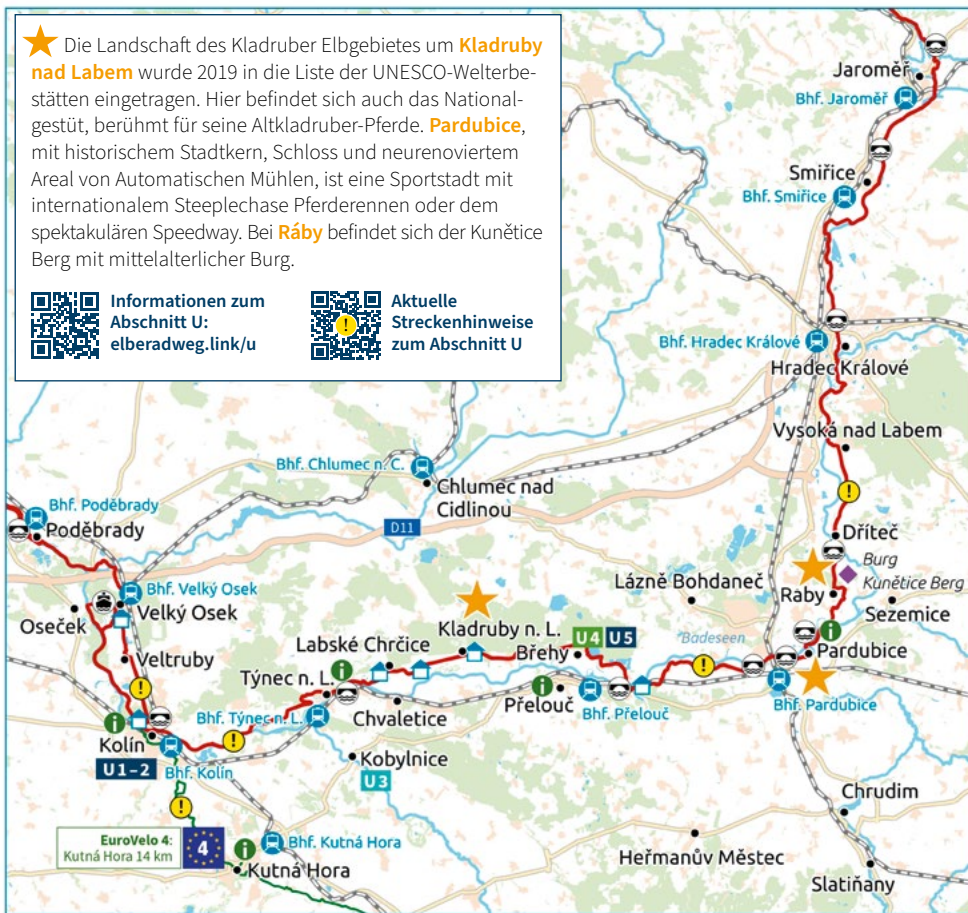 Die Landschaft des Kladruber Elbgebietes um Kladruby
nad Labem wurde 2019 in die Liste der UNESCO-Welterbe-
stätten eingetragen. Hier befindet sich auch das National-
gestüt, berühmt für seine Altkladruber-Pferde. Pardubice,
mit historischem Stadtkern, Schloss und neurenoviertem
Areal von Automatischen Mühlen, ist eine Sportstadt mit
internationalem Steeplechase Pferderennen oder dem
spektakulären Speedway. Bei Ráby befindet sich der Kunětice
Berg mit mittelalterlicher Burg.
Informationen zum
Abschnitt U:
elberadweg.link/u
!
Aktuelle
Streckenhinweise
zum Abschnitt U
Jaroměř
Bhf. Jaroměř
Smiřice
Bhf. Smiřice
Bhf. Hradec Králové
Hradec Králové
Vysoká nad Labem
Bhf. Chlumec n. C.
Chlumec nad
Cidlinou
!
Bhf. Poděbrady
Poděbrady
D11
Dříteč
Burg
Kunětice Berg
Bhf. Velký Osek
Velký Osek
Oseček
Lázně Bohdaneč
Raby
Sezemice
i
Kladruby n. L.
U4 U5
Badeseen
Labské Chrčice
Břehy
Pardubice
Veltruby
i
Týnec n. L.
!
i
Přelouč
Bhf. Přelouč
Bhf. Pardubice
!
i
Kolín
Bhf. Týnec n. L.
Chvaletice
!
U1–2
Bhf. Kolín
Kobylnice
U3
Chrudim
!
EuroVelo 4:
Kutná Hora 14 km
4
i
Bhf. Kutná Hora
Kutná Hora
Heřmanův Městec
Slatiňany